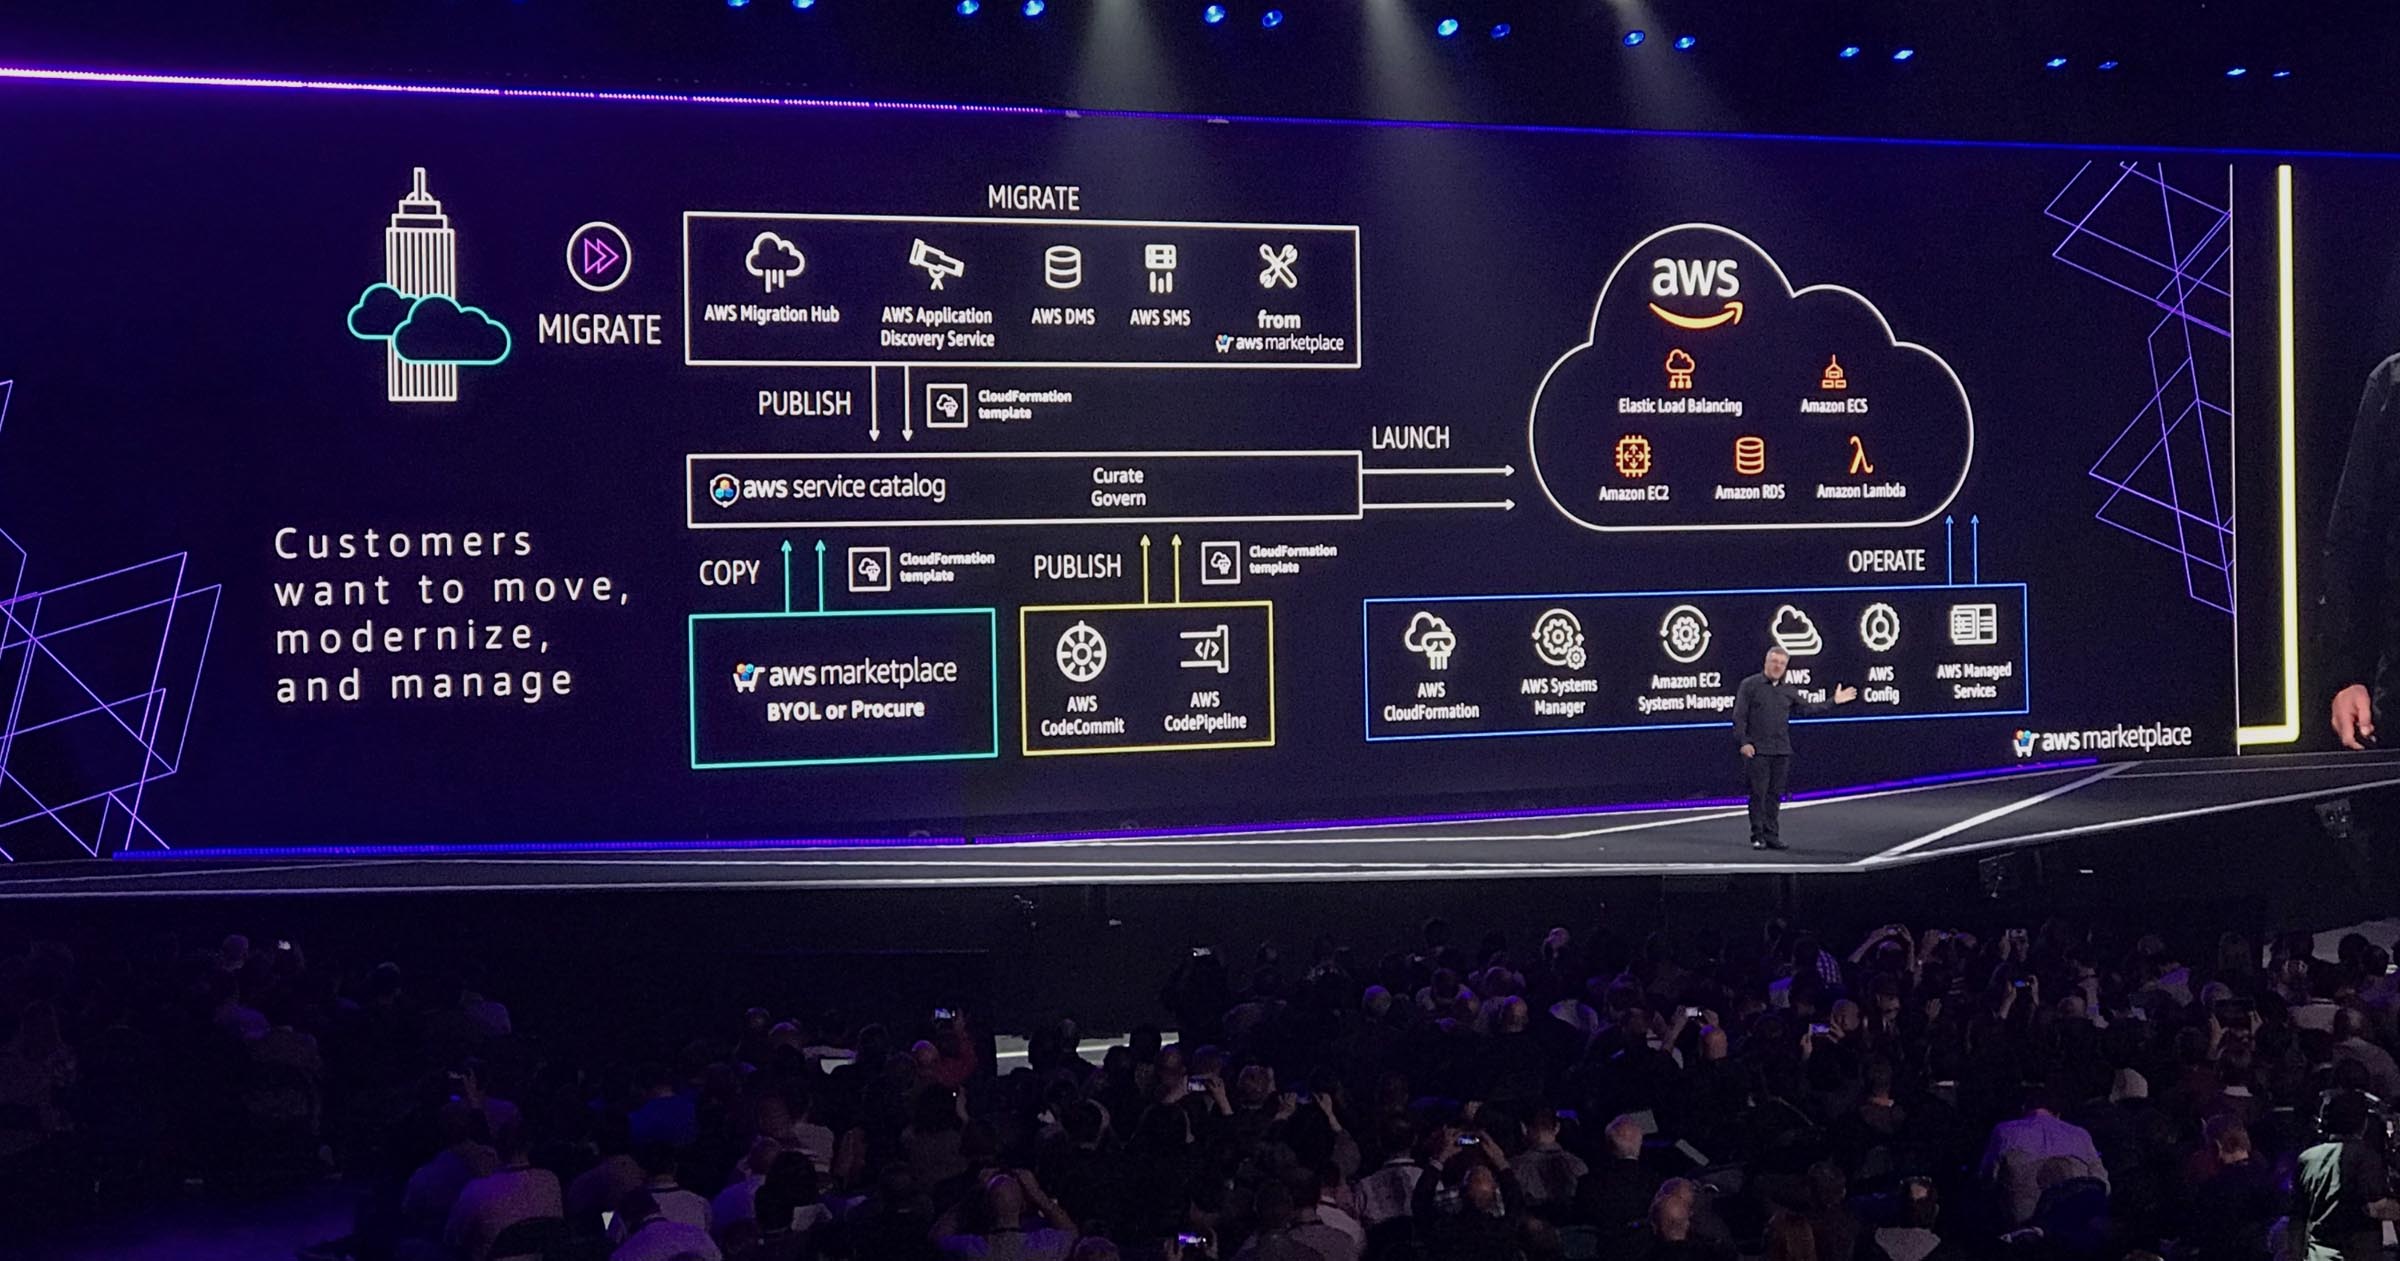 MIGRATE
MIGRATE
AWS Migration Hub
AWS Application
Discovery Service
AWS DMS
AWS SMS
from
aws marketplace
PUBLISH
CloudFormation
template
aws service catalog
Curate
Govern
LAUNCH
aws
Elastic Load Balancing
Amazon ECS
Amazon EC2
Amazon RDS
Amazon Lambda
Customers
want to move,
modernize,
and manage
COPY
CloudFormation
template
PUBLISH
CloudFormation
template
OPERATE
aws marketplace
BYOL or Procure
AWS
CodeCommit
AWS
CodePipeline
AWS
CloudFormation
AWS Systems
Manager
Amazon EC2
Systems Manager
AWS
Trail
AWS
Config
AWS Managed
Services
aws marketplace